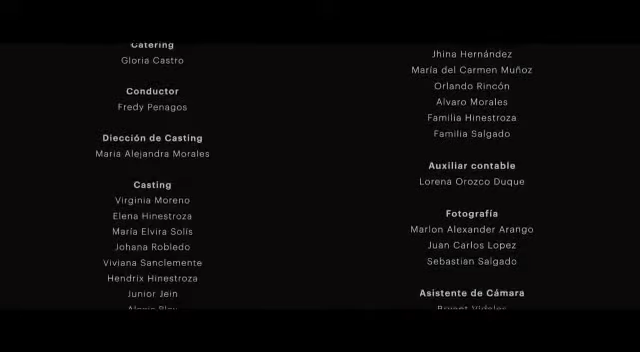 Catering
Gloria Castro
Conductor
Fredy Penagos
Diección de Casting
Maria Alejandra Morales
Casting
Virginia Moreno
Elena Hinestroza
María Elvira Solís
Johana Robledo
Viviana Sanclemente
Hendrix Hinestroza
Junior Jein
Jhina Hernández
María del Carmen Muñoz
Orlando Rincón
Alvaro Morales
Familia Hinestroza
Familia Salgado
Auxiliar contable
Lorena Orozco Duque
Fotografía
Marlon Alexander Arango
Juan Carlos Lopez
Sebastian Salgado
Asistente de Cámara
Bryant Vidales